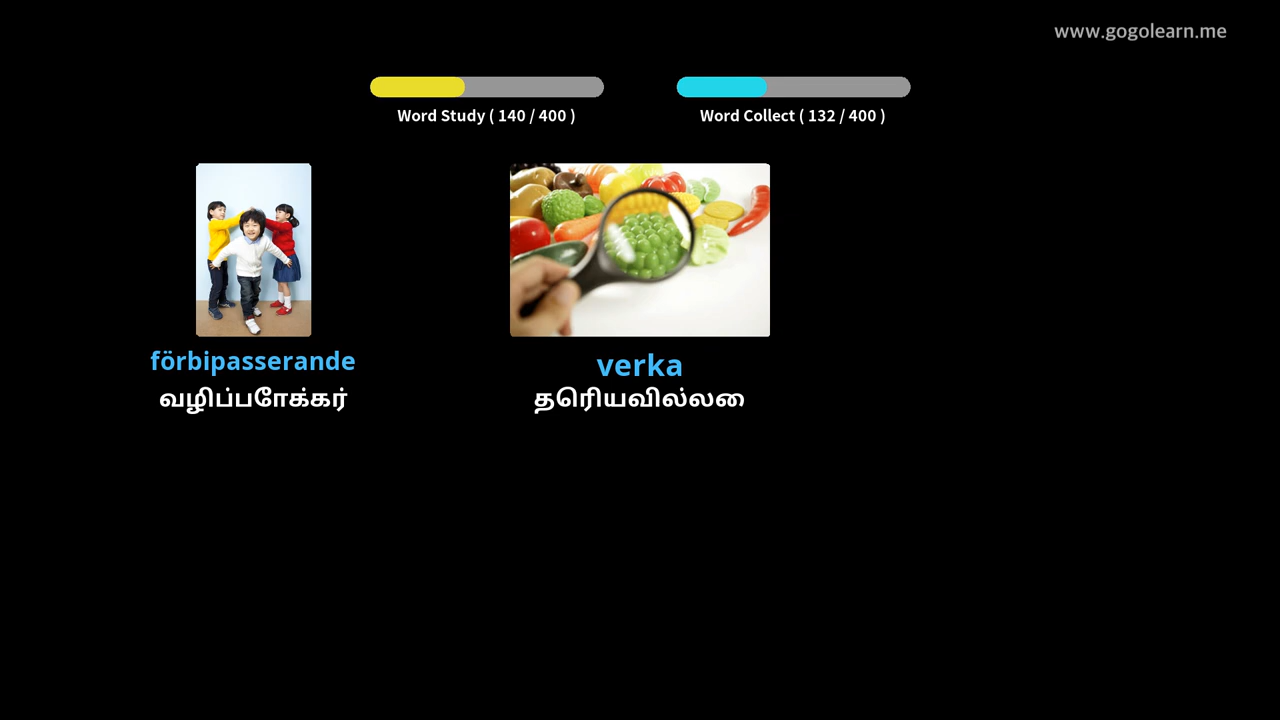 www.gogolearn.me
Word Study ( 140 / 400 )
Word Collect ( 132 / 400 )
förbipasserande
வழிப்போக்கர்
verka
தெரியவில்லை